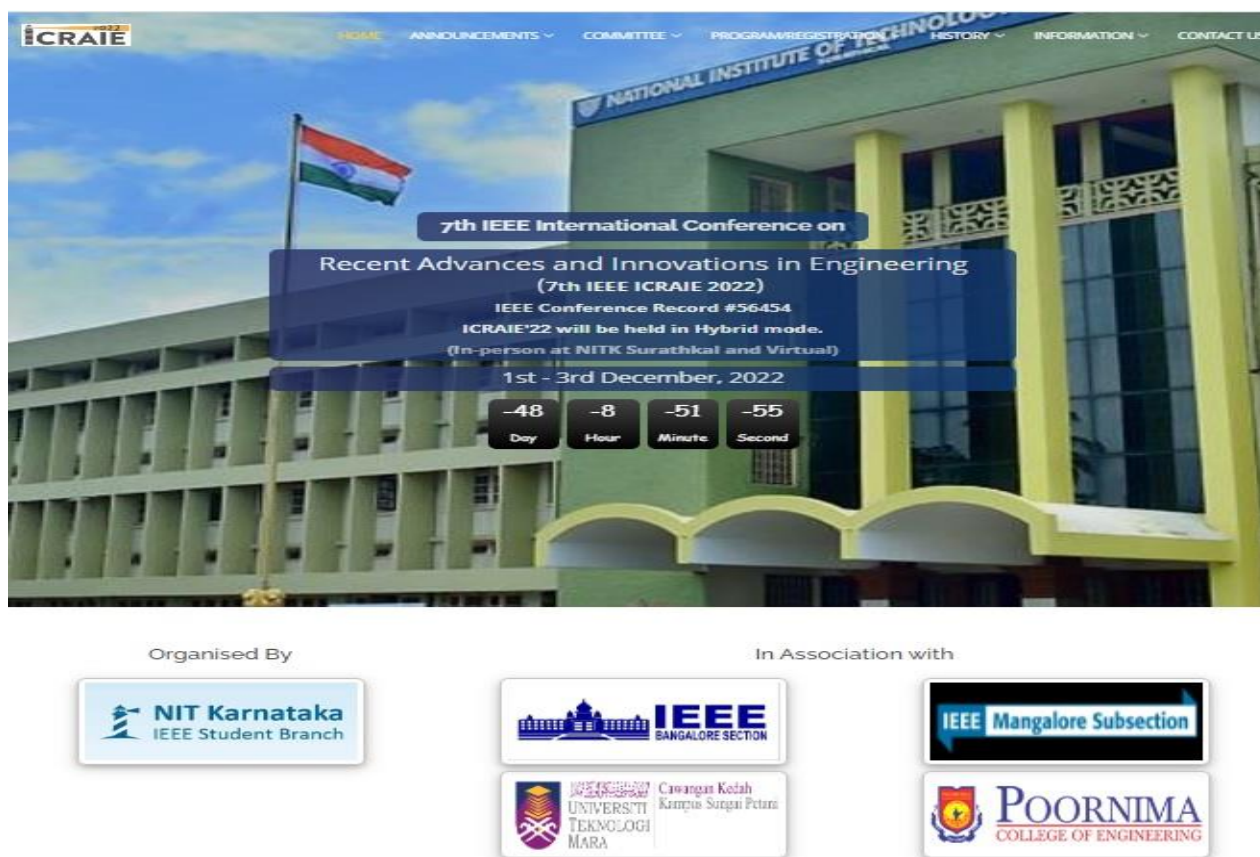 2022
ICRAIE
HOME ANNOUNCEMENTS COMMITTEE PROGRAM/REGISTRATION HISTORY INFORMATION CONTACT US
NATIONAL INSTITUTE OF TECHNOLOGY
7th IEEE International Conference on
Recent Advances and Innovations in Engineering
(7th IEEE ICRAIE 2022)
IEEE Conference Record #56454
ICRAIE'22 will be held in Hybrid mode.
(In-person at NITK Surathkal and Virtual)
1st - 3rd December, 2022
-48 -8 -51 -55
Day Hour Minute Second
Organised By
In Association with
NIT Karnataka
IEEE Student Branch
IEEE
BANGALORE SECTION
IEEE Mangalore Subsection
UNIVERSITI
TEKNOLOGI
MARA
Cawangan Kedah
Kampus Sungai Petani
POORNIMA
COLLEGE OF ENGINEERING